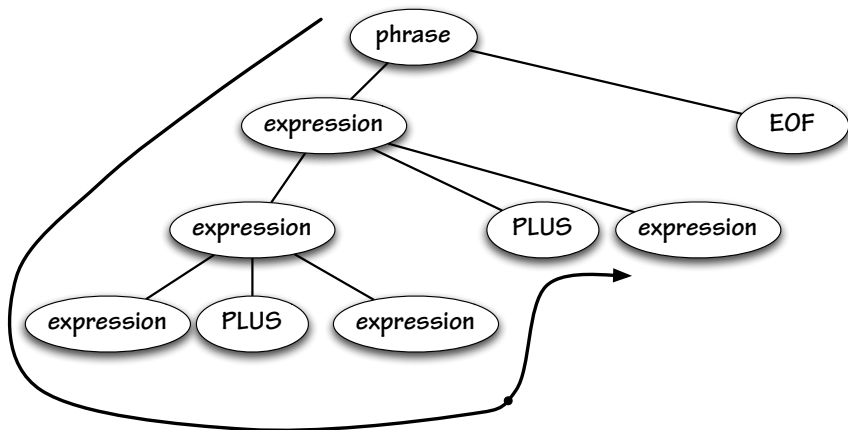 phrase
expression
EOF
expression
PLUS
expression
expression
PLUS
expression